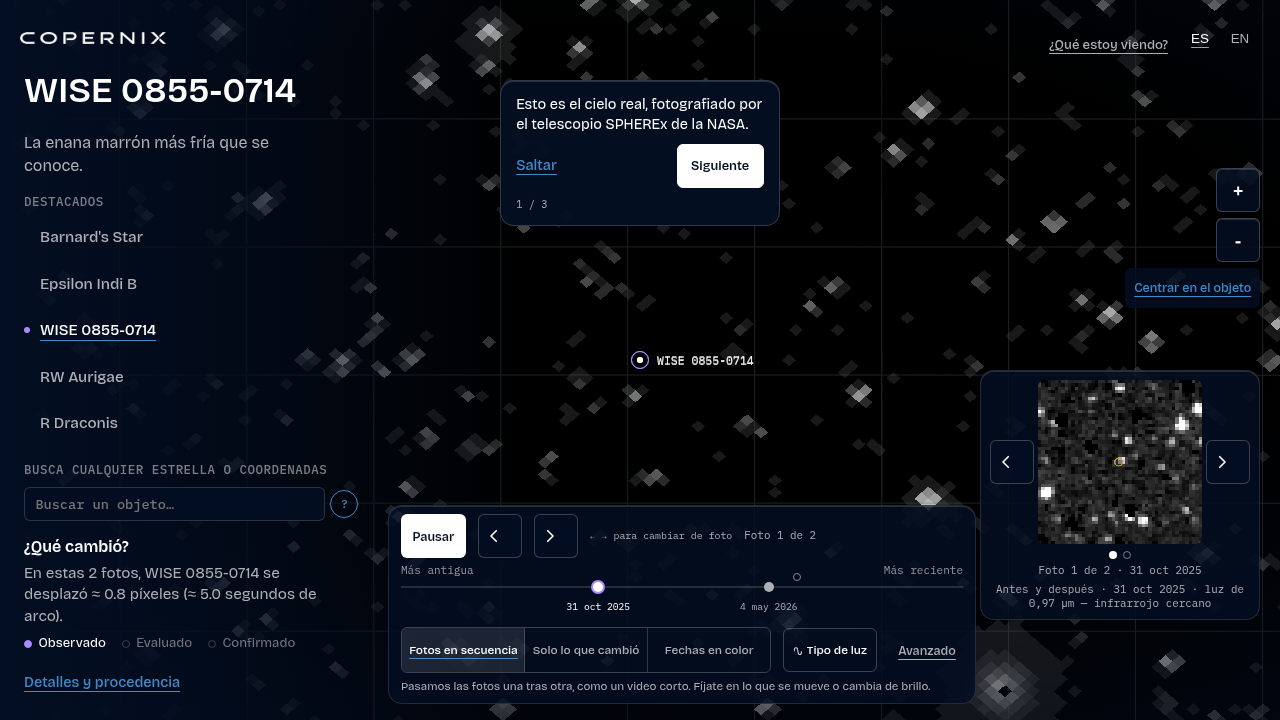 COPERNIX
¿Qué estoy viendo?
ES
EN
WISE 0855-0714
La enana marrón más fría que se
conoce.
DESTACADOS
Barnard's Star
Epsilon Indi B
WISE 0855-0714
RW Aurigae
R Draconis
BUSCA CUALQUIER ESTRELLA O COORDENADAS
Buscar un objeto…
?
¿Qué cambió?
En estas 2 fotos, WISE 0855-0714 se
desplazó ≈ 0.8 píxeles (≈ 5.0 segundos de
arco).
Observado
Evaluado
Confirmado
Detalles y procedencia
Esto es el cielo real, fotografiado por
el telescopio SPHEREx de la NASA.
Saltar
Siguiente
1 / 3
WISE 0855-0714
+
-
Centrar en el objeto
Foto 1 de 2 · 31 oct 2025
Antes y después · 31 oct 2025 · luz de
0,97 µm — infrarrojo cercano
Pausar
← → para cambiar de foto
Foto 1 de 2
Más antigua
Más reciente
31 oct 2025
4 may 2026
Fotos en secuencia
Solo lo que cambió
Fechas en color
∿ Tipo de luz
Avanzado
Pasamos las fotos una tras otra, como un video corto. Fíjate en lo que se mueve o cambia de brillo.